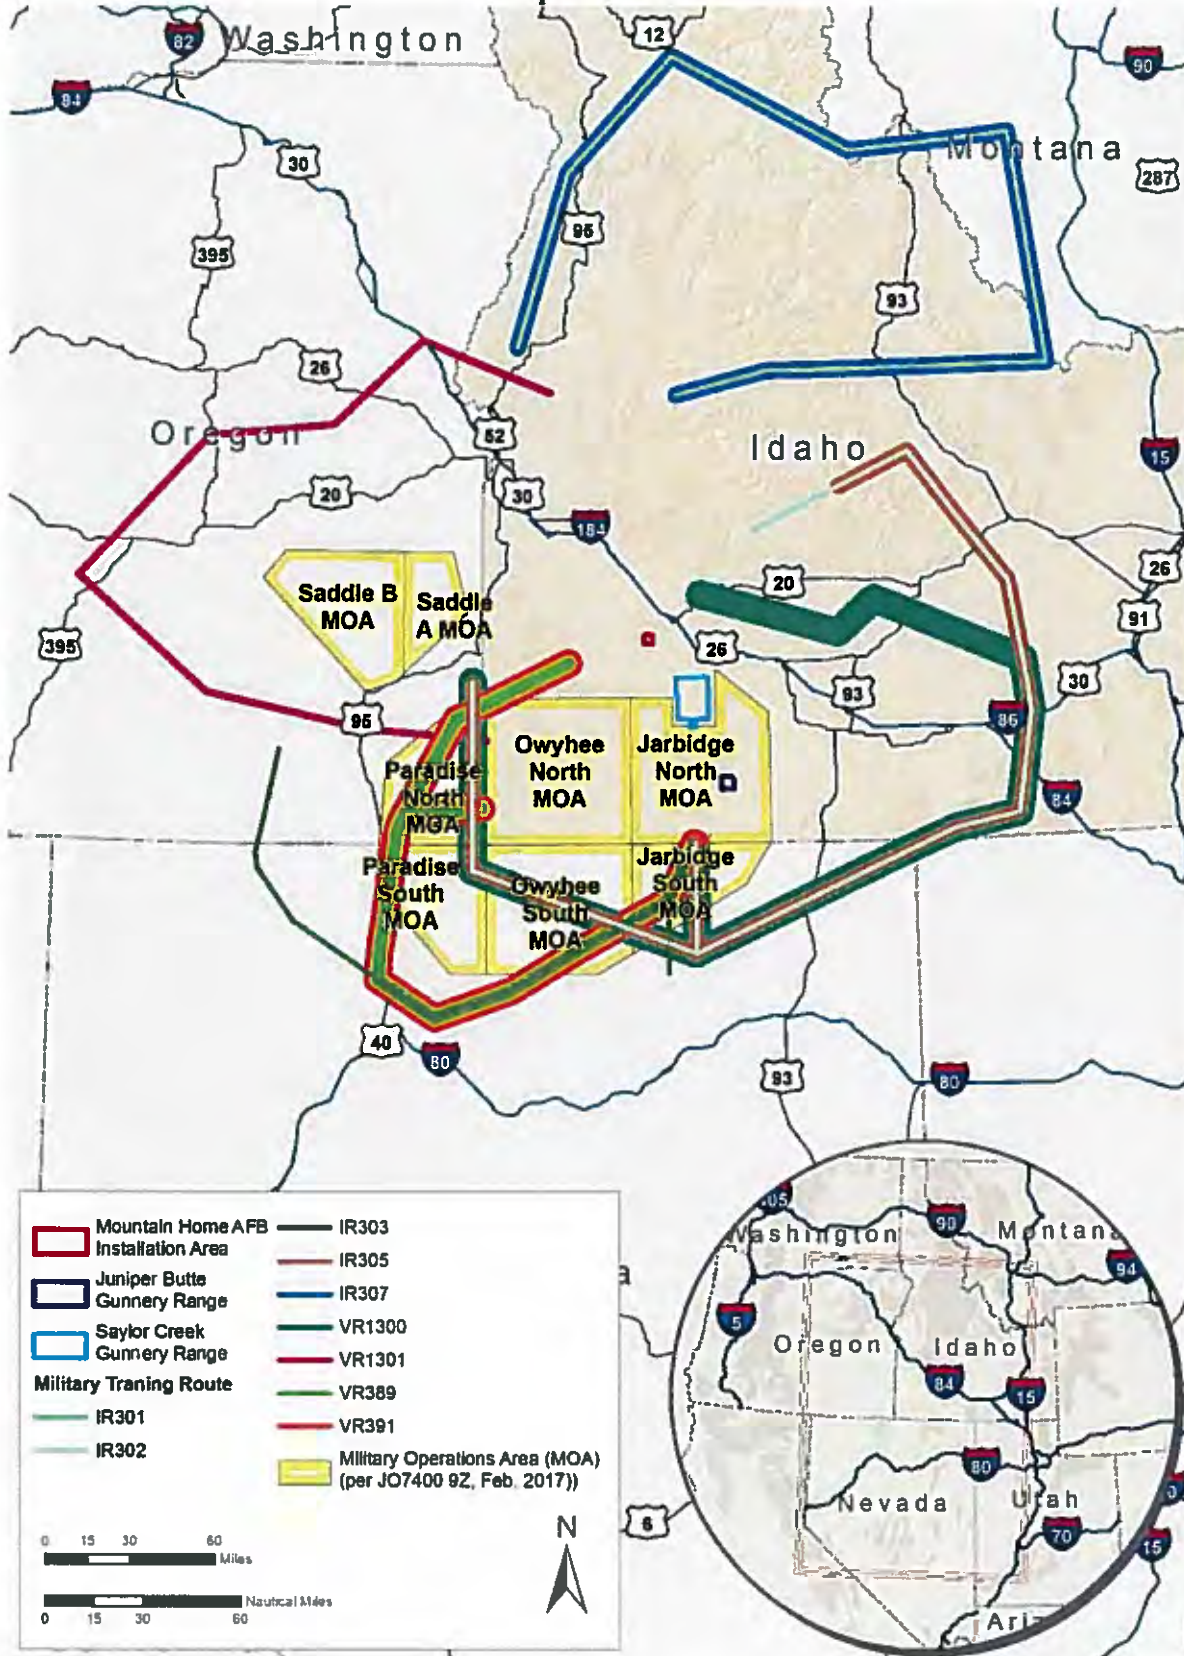 Washington
12
82
90
84
30
Montana
287
395
95
93
26
Oregon
52
Idaho
15
20
30
184
20
26
Saddle B
MOA
Saddle
A MOA
91
395
26
30
93
95
86
Owyhee
North
MOA
Jarbidge
North
MOA
Paradise
North
MOA
84
Paradise
South
MOA
Owyhee
South
MOA
Jarbidge
South
MOA
40
80
93
80
Mountain Home AFB
Installation Area
Juniper Butte
Gunnery Range
Saylor Creek
Gunnery Range
Military Traning Route
IR301
IR302
IR303
IR305
IR307
VR1300
VR1301
VR389
VR391
Military Operations Area (MOA)
(per JO7400 9Z, Feb. 2017))
0 15 30 60
Miles
Nautical Miles
0 15 30 60
N
6
a
05
90
Washington
Montana
94
5
Oregon
Idaho
84
15
80
Nevada
Utah
70
0
15
Ariz